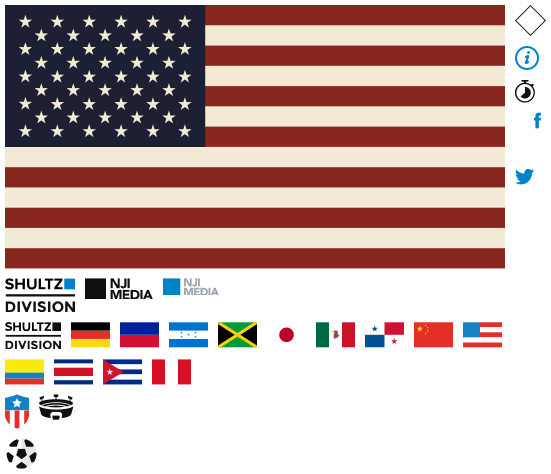 SHULTZ
DIVISION
NJI
MEDIA
NJI
MEDIA
SHULTZ
DIVISION